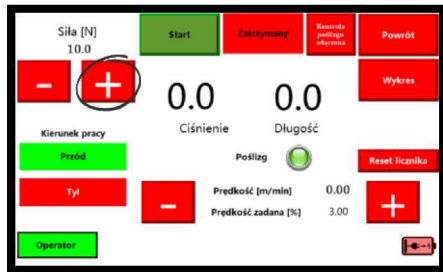 Siła [N]
10.0
Start
Zatrzymany
Kontrola
poślizgu
włączona
Powrót
-
+
0.0
0.0
Wykres
Ciśnienie
Długość
Kierunek pracy
Przód
Poślizg
Reset licznika
Tył
-
Prędkość [m/min]
0.00
+
Prędkość zadana [%]
3.00
Operator